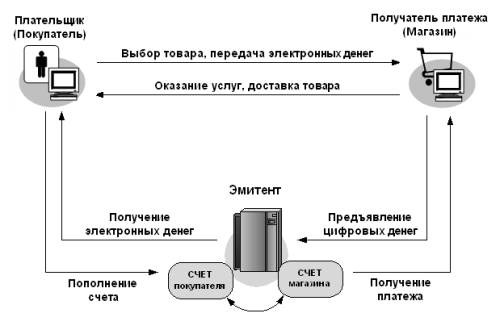 Плательщик
(Покупатель)
Получатель платежа
(Магазин)
Выбор товара, передача электронных денег
Оказание услуг, доставка товара
Эмитент
Получение
электронных денег
Предъявление
цифровых денег
Пополнение
счета
СЧЕТ
покупателя
СЧЕТ
магазина
Получение
платежа